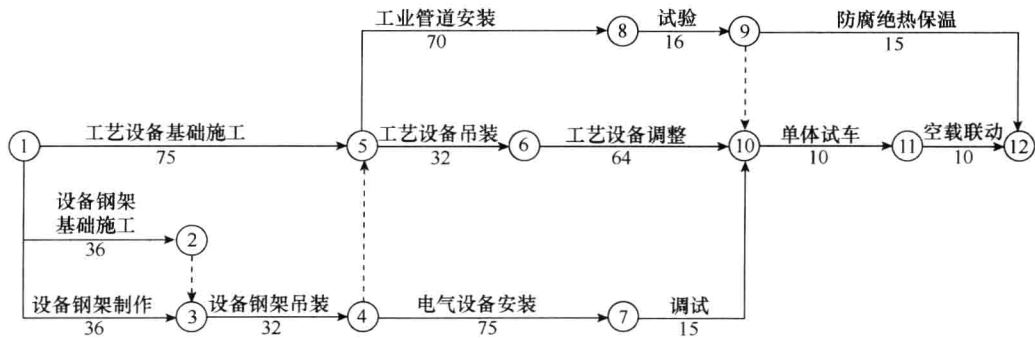 工业管道安装
70
⑧
试验
16
⑨
防腐绝热保温
15
①
工艺设备基础施工
75
⑤
工艺设备吊装
32
⑥
工艺设备调整
64
⑩
单体试车
10
⑪
空载联动
10
⑫
设备钢架
基础施工
36
②
设备钢架制作
36
③
设备钢架吊装
32
④
电气设备安装
75
⑦
调试
15